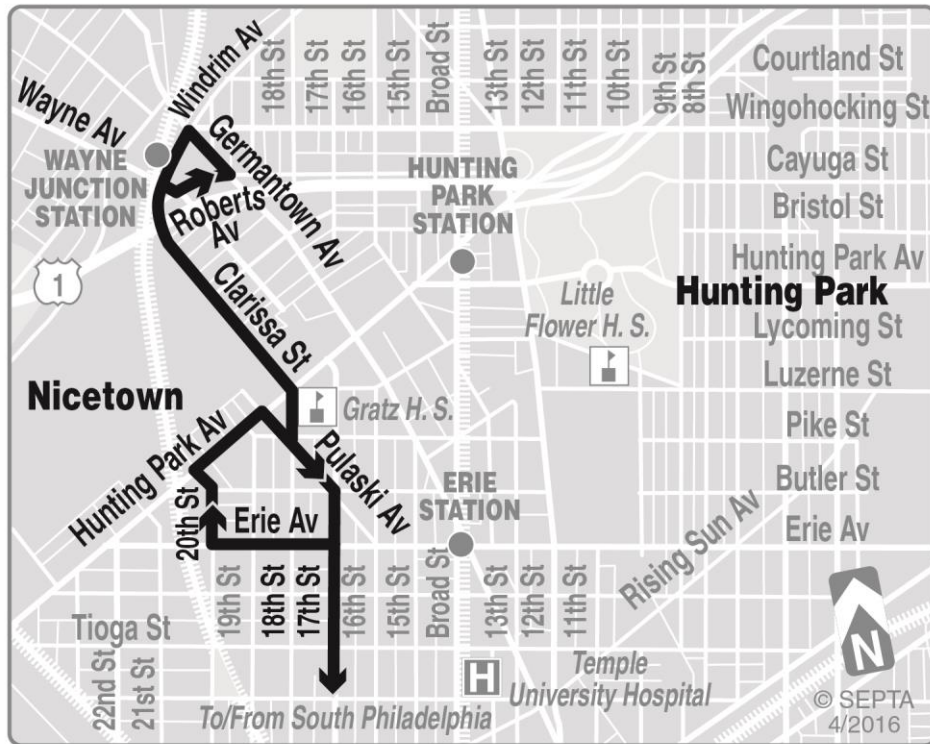 Windrim Av
18th St
17th St
16th St
15th St
Broad St
13th St
12th St
11th St
10th St
9th St
8th St
Courtland St
Wingohocking St
Cayuga St
Bristol St
Hunting Park Av
Hunting Park
Lycoming St
Luzerne St
Pike St
Butler St
Erie Av
Wayne Av
WAYNE
JUNCTION
STATION
Germantown Av
Roberts
Av
HUNTING
PARK
STATION
1
Clarissa St
Little
Flower H. S.
Nicetown
Gratz H. S.
Hunting Park Av
Pulaski Av
ERIE
STATION
20th St
Erie Av
Rising Sun Av
19th St
18th St
17th St
16th St
15th St
Broad St
13th St
12th St
11th St
Tioga St
22nd St
21st St
H
Temple
University Hospital
To/From South Philadelphia
N
© SEPTA
4/2016